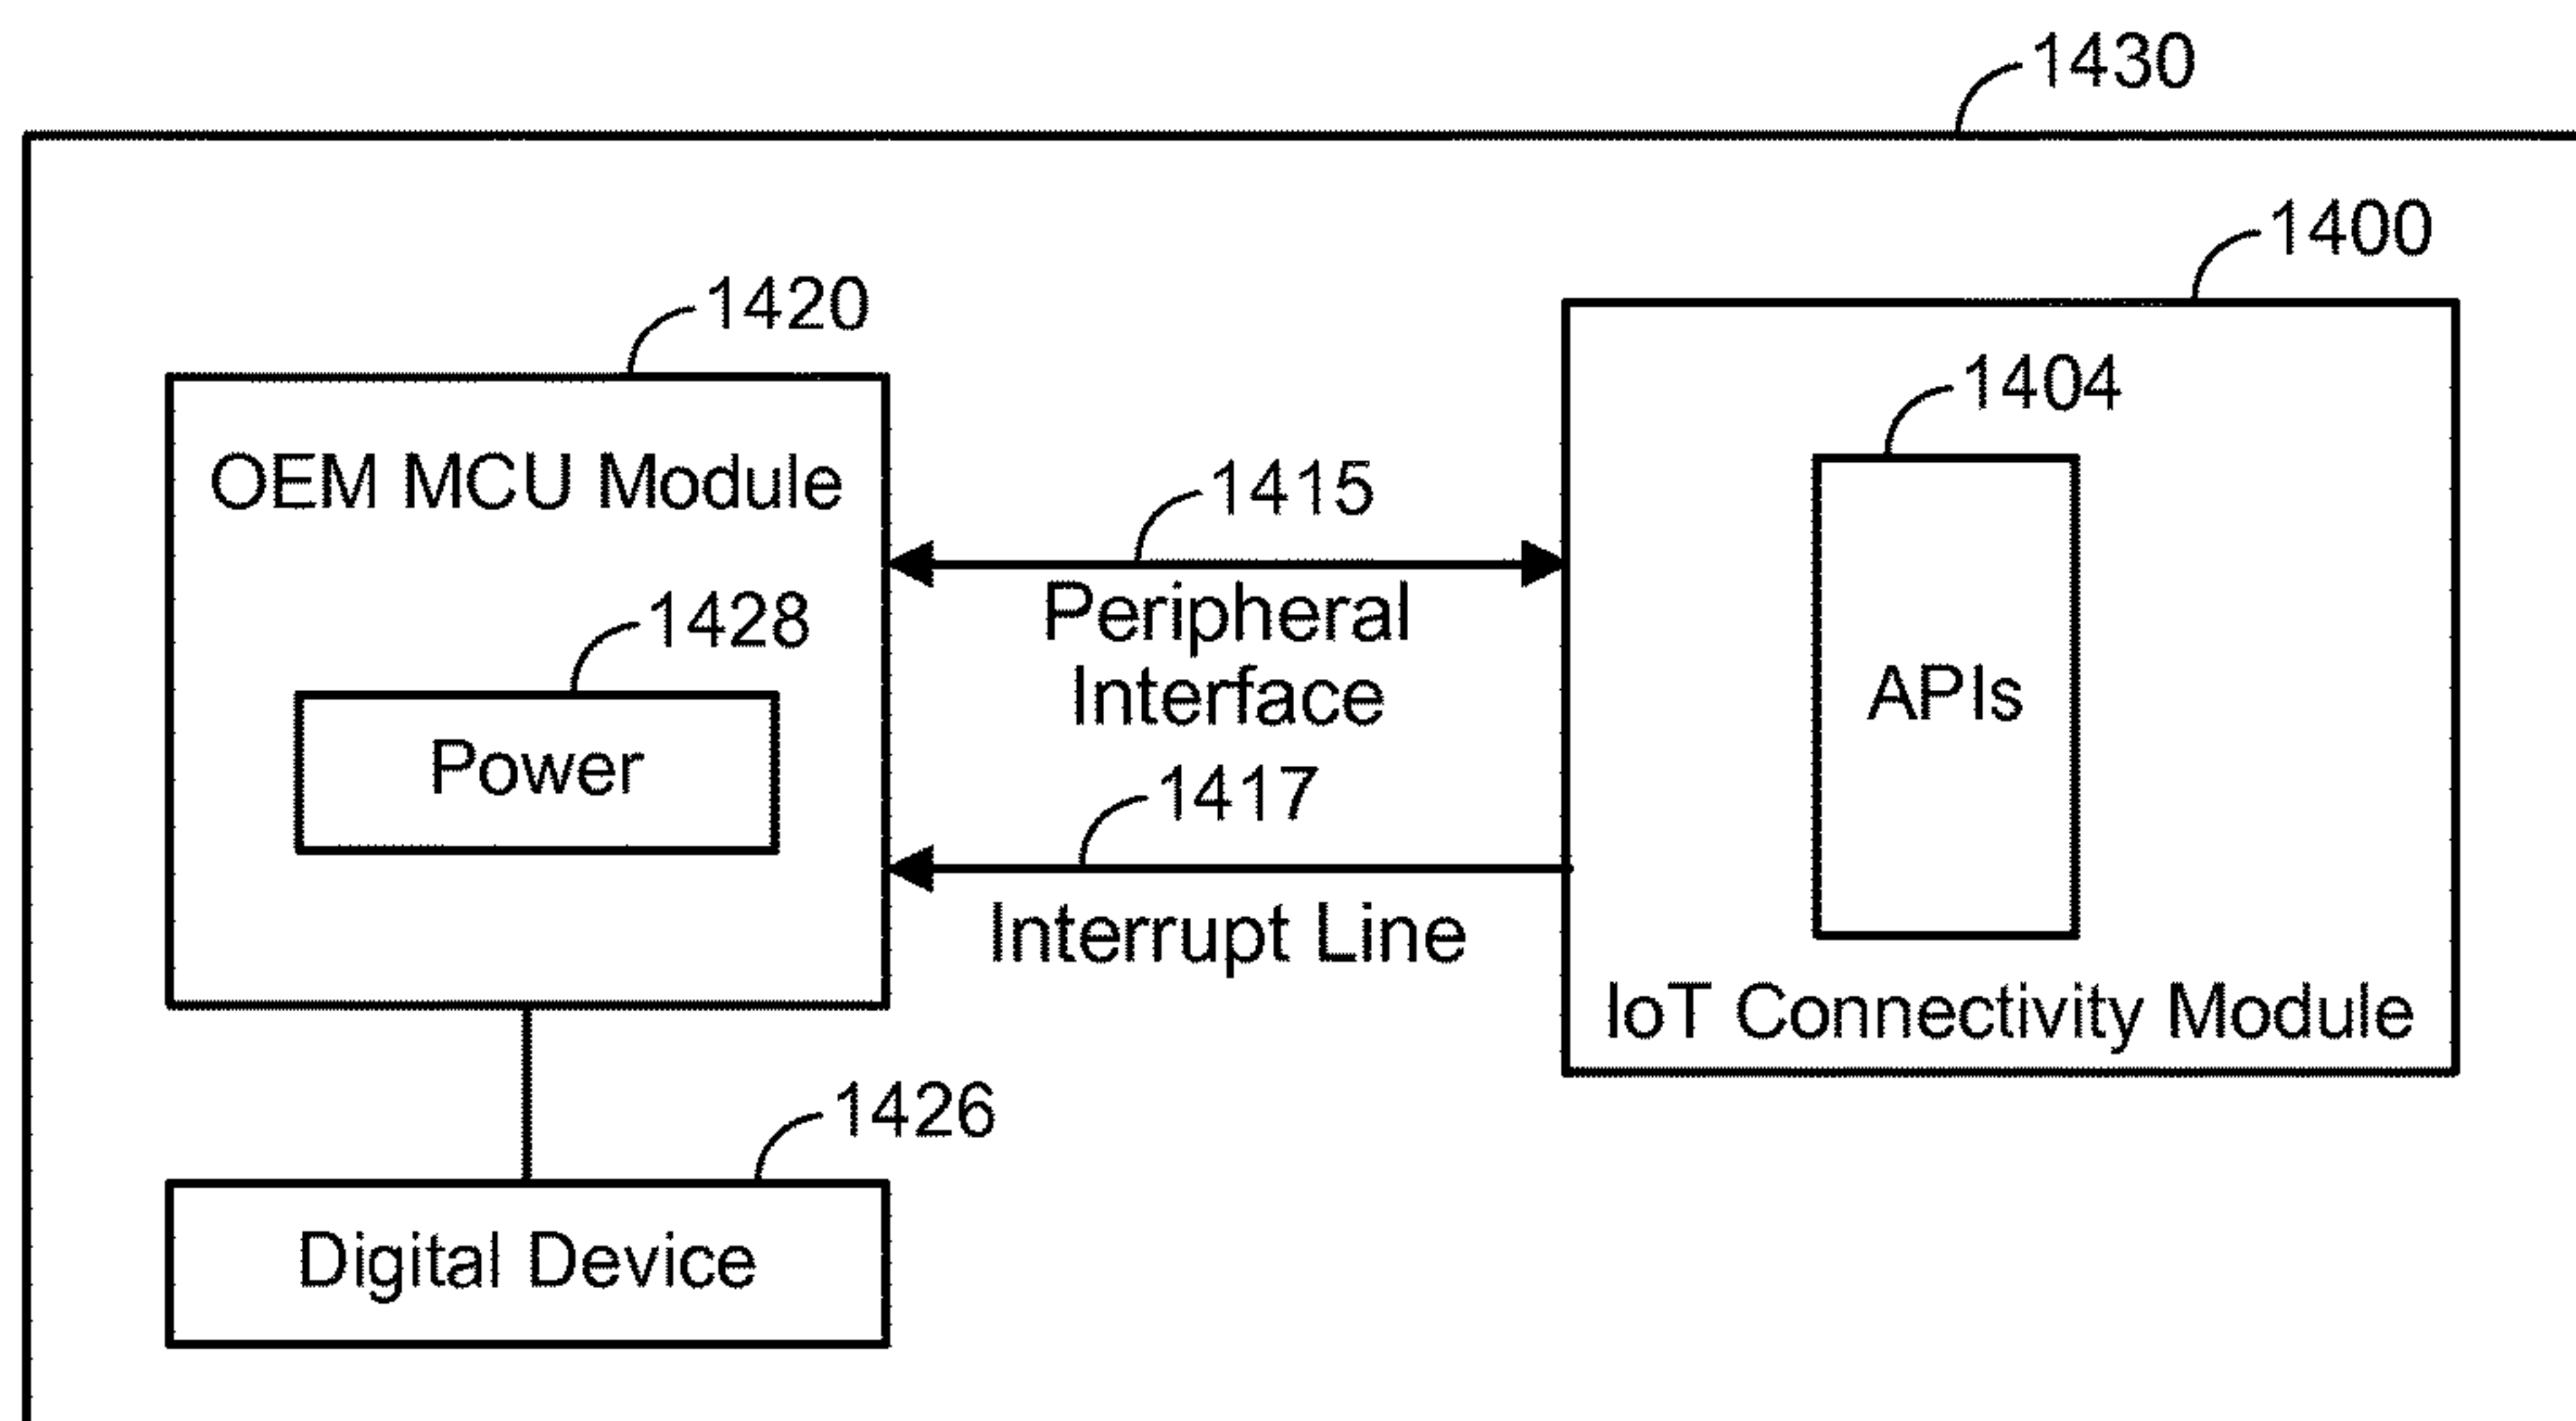 1430
1400
1420
1404
OEM MCU Module
1415
Peripheral
Interface
1428
Power
APIs
1417
Interrupt Line
IoT Connectivity Module
1426
Digital Device